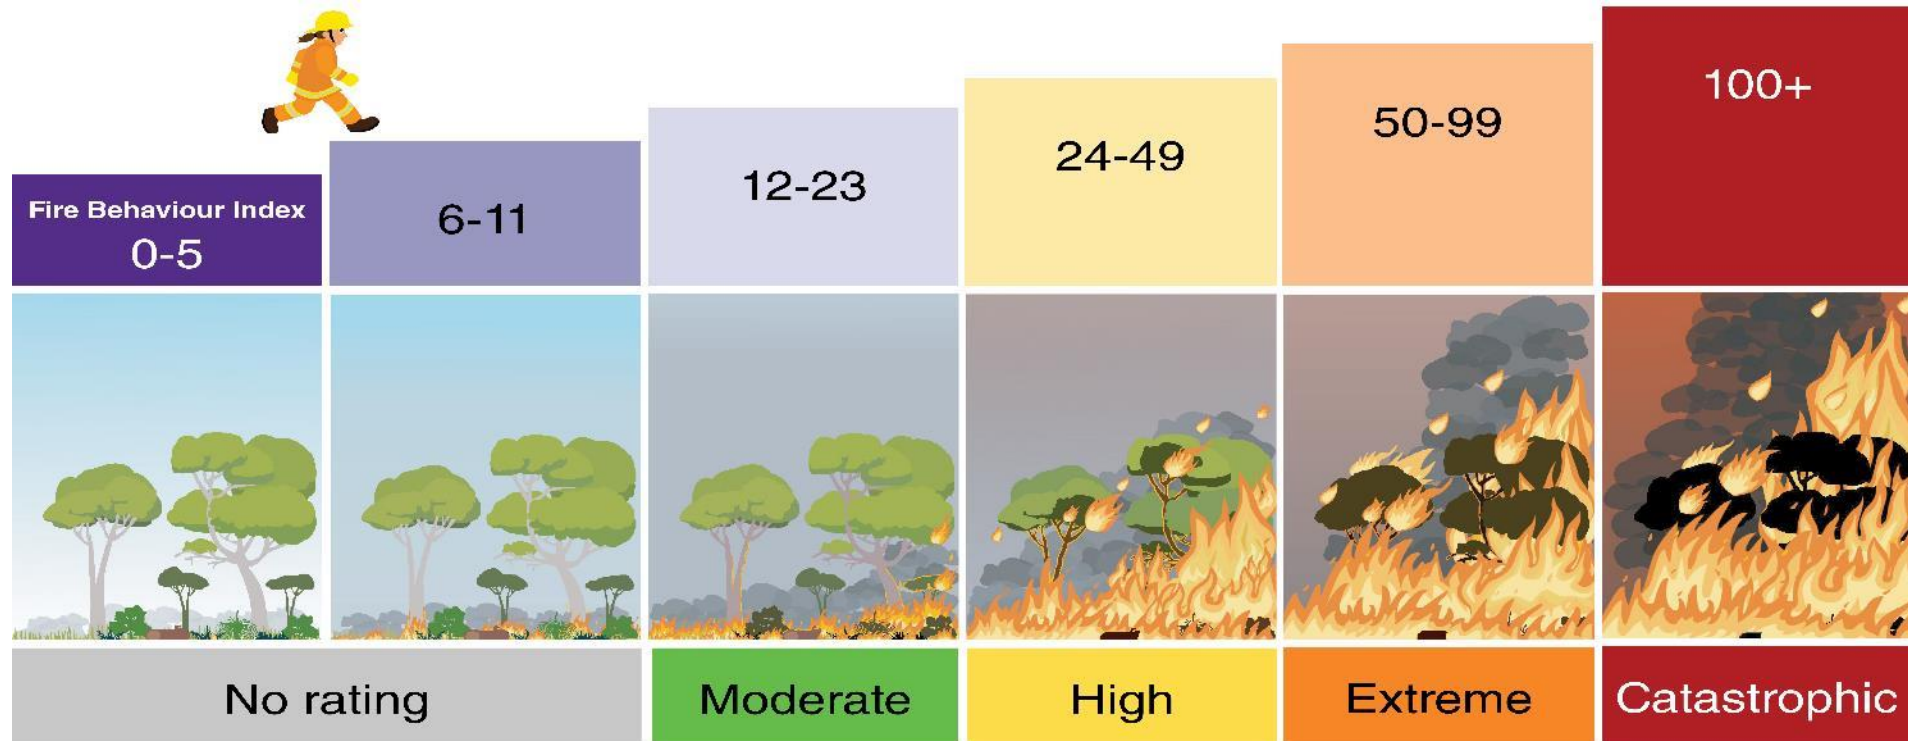 Fire Behaviour Index
0-5
6-11
12-23
24-49
50-99
100+
No rating
Moderate
High
Extreme
Catastrophic